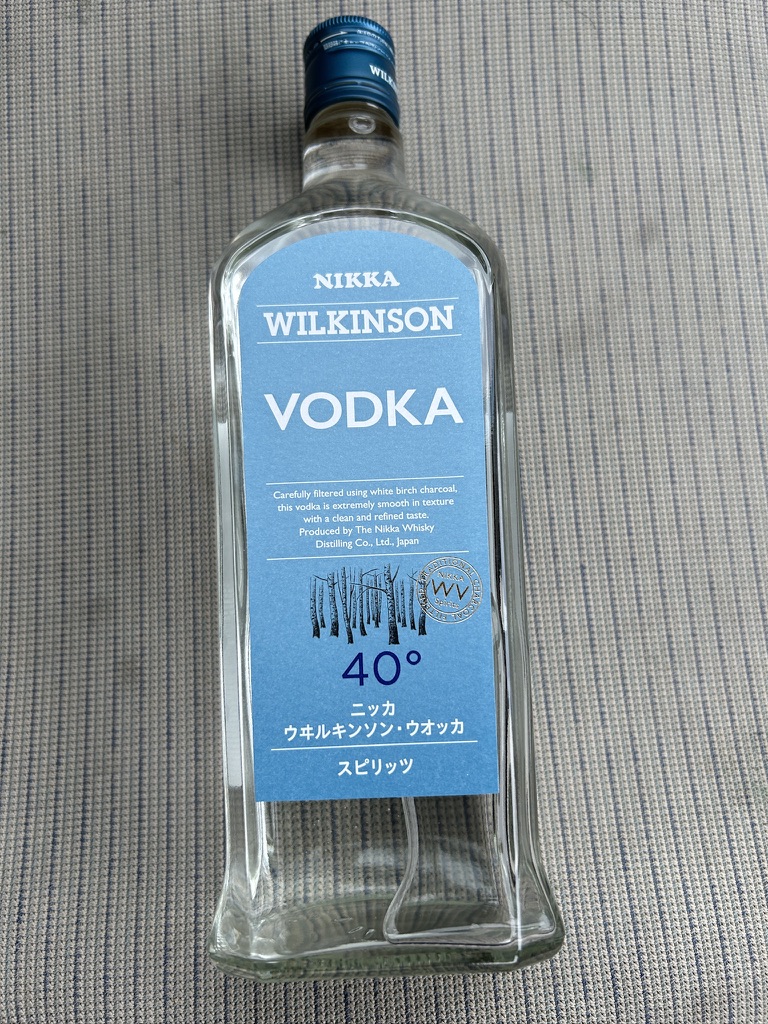 WILKIN
NIKKA
WILKINSON
VODKA
Carefully filtered using white birch charcoal,
this vodka is extremely smooth in texture
with a clean and refined taste.
Produced by The Nikka Whisky
Distilling Co., Ltd., Japan
NIKKA
WV
40°
ニッカ
ウヰルキンソン・ウオッカ
スピリッツ